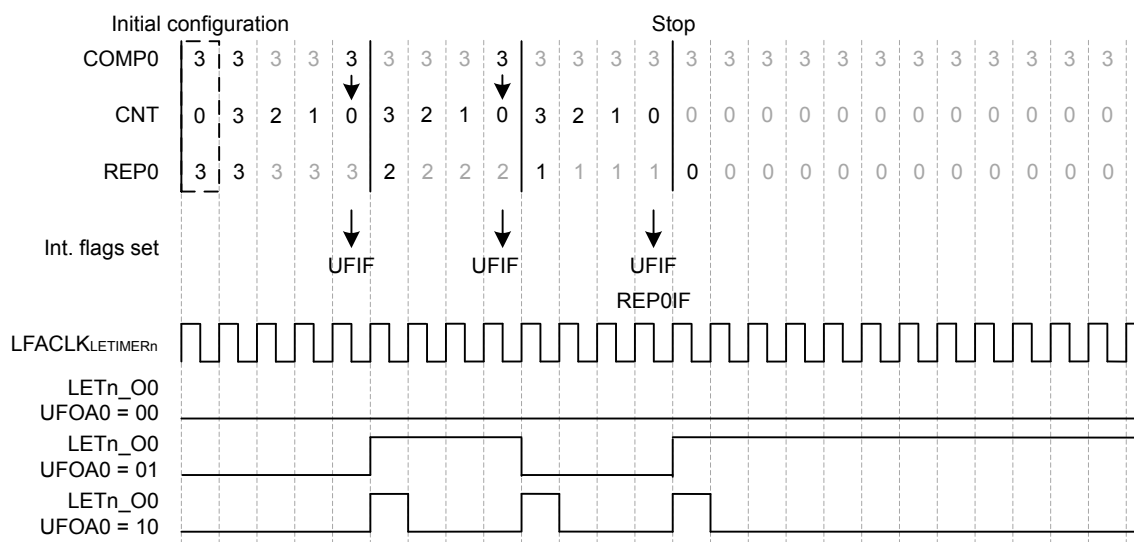 Initial configuration Stop
COMP0 3 3 3 3 3 3 3 3 3 3 3 3 3 3 3 3 3 3 3 3 3 3 3 3 3
CNT 0 3 2 1 0 3 2 1 0 3 2 1 0 0 0 0 0 0 0 0 0 0 0 0 0
REP0 3 3 3 3 3 2 2 2 2 1 1 1 1 0 0 0 0 0 0 0 0 0 0 0 0
Int. flags set
UFIF UFIF UFIF
REP0IF
LFACLKLETIMERn
LETn_O0
UFOA0 = 00
LETn_O0
UFOA0 = 01
LETn_O0
UFOA0 = 10